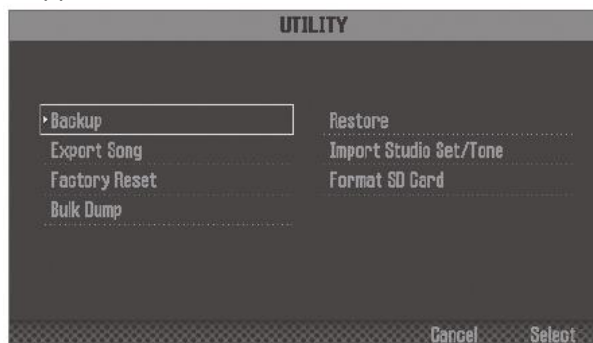 UTILITY
Backup
Restore
Export Song
Import Studio Set/Tone
Factory Reset
Format SD Card
Bulk Dump
Cancel
Select